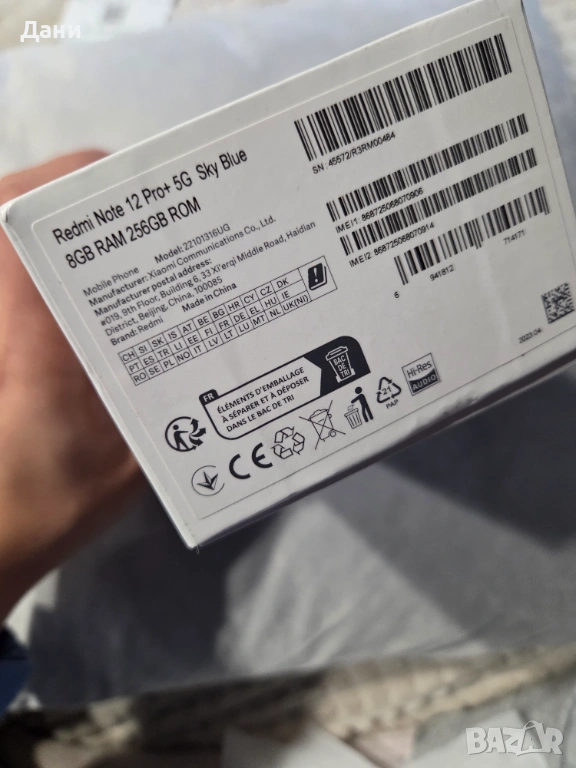 Дани
Redmi Note 12 Pro+ 5G Sky Blue
8GB RAM 256GB ROM
Mobile Phone Model: 22101316UG
Manufacturer: Xiaomi Communications Co., Ltd.
Manufacturer postal address:
#019, 9th Floor, Building 6, 33 Xi'erqi Middle Road, Haidian
District, Beijing, China, 100085
Brand: Redmi Made in China
CH SI SK IS AT BE BG HR CY CZ DK
PT ES TR LI EE FI FR DE EL HU IE
RO SE PL NO IT LV LT LU MT NL UK(NI)
SN: 45572/R3RM00484
IMEI1: 868725068070906
IMEI2: 868725068070914
6 941812 714171
2023.04
FR
ÉLÉMENTS D'EMBALLAGE
À SÉPARER ET À DÉPOSER
DANS LE BAC DE TRI
BAC
DE
TRI
CE
21
PAP
Hi-Res
AUDIO
BAZAR